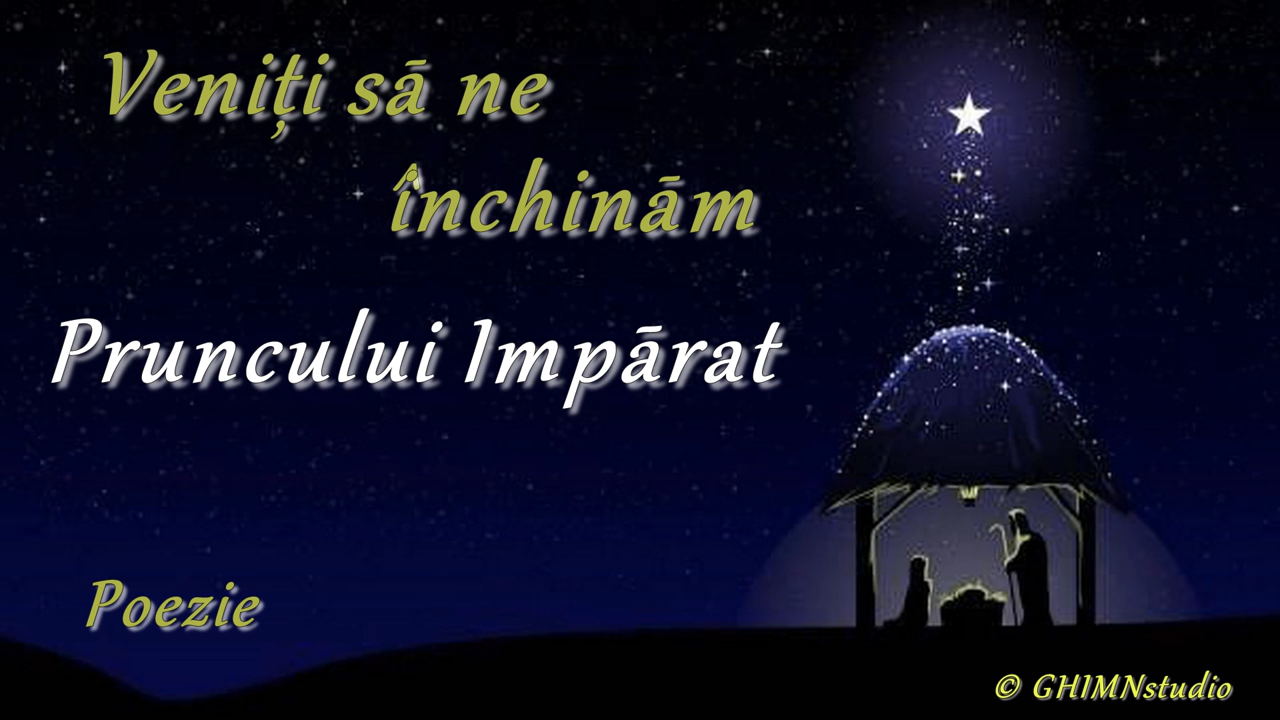 Veniți sā ne
închinām
Pruncului Impārat
Poezie
© GHIMNstudio